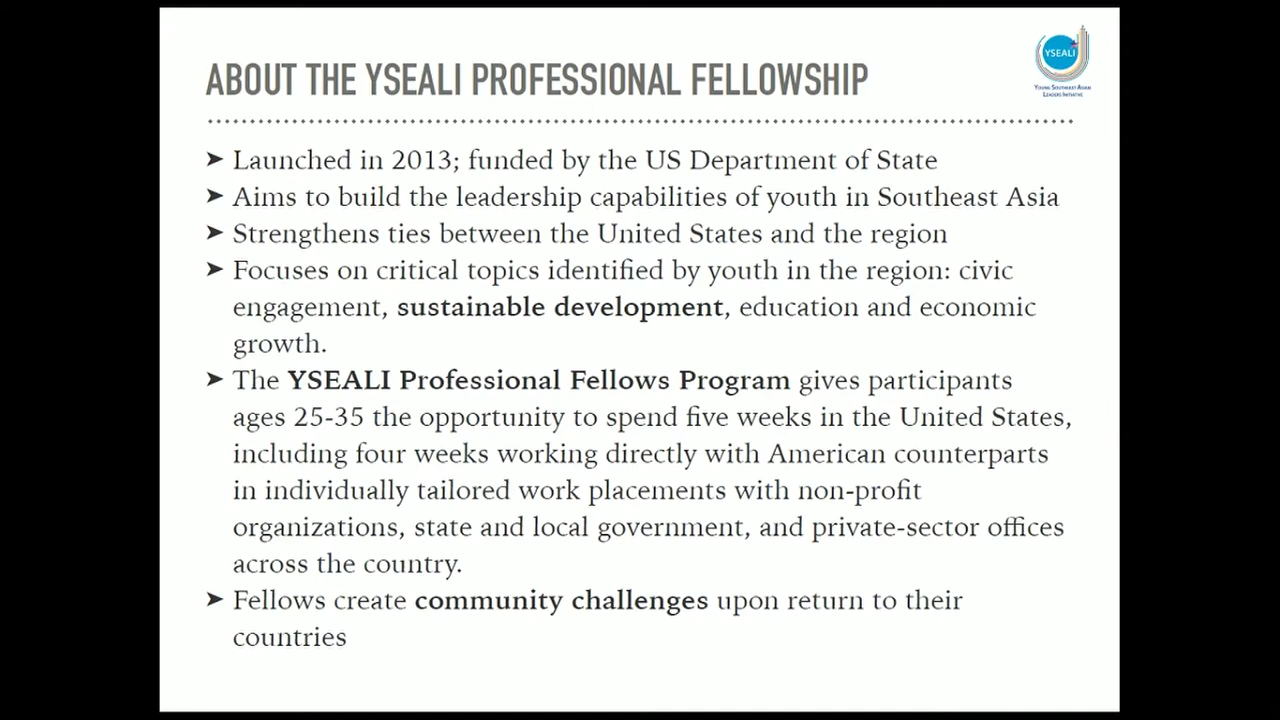 ABOUT THE YSEALI PROFESSIONAL FELLOWSHIP
YSEALI
YOUNG SOUTHEAST ASIAN
LEADERS INITIATIVE
➤ Launched in 2013; funded by the US Department of State
➤ Aims to build the leadership capabilities of youth in Southeast Asia
➤ Strengthens ties between the United States and the region
➤ Focuses on critical topics identified by youth in the region: civic
engagement, sustainable development, education and economic
growth.
➤ The YSEALI Professional Fellows Program gives participants
ages 25-35 the opportunity to spend five weeks in the United States,
including four weeks working directly with American counterparts
in individually tailored work placements with non-profit
organizations, state and local government, and private-sector offices
across the country.
➤ Fellows create community challenges upon return to their
countries